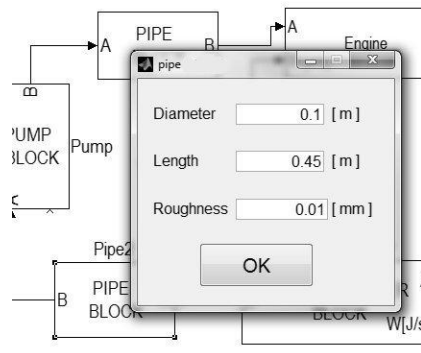 A PIPE B
A
Engine
B
pipe
Diameter 0.1 [ m ]
Length 0.45 [ m ]
Roughness 0.01 [ mm ]
OK
PUMP
BLOCK
Pump
A
Pipe2
B PIPE
BLOCK
R
BLOCK
W[J/s